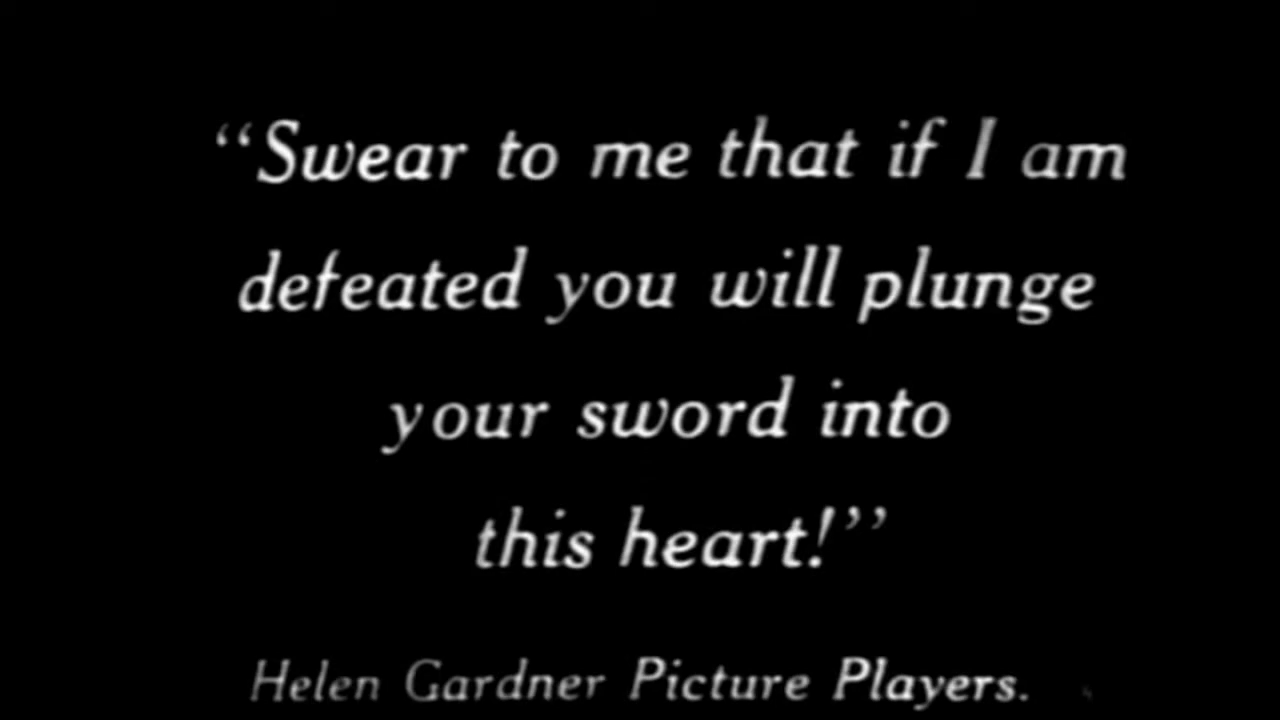 “Swear to me that if I am
defeated you will plunge
your sword into
this heart!”
Helen Gardner Picture Players.